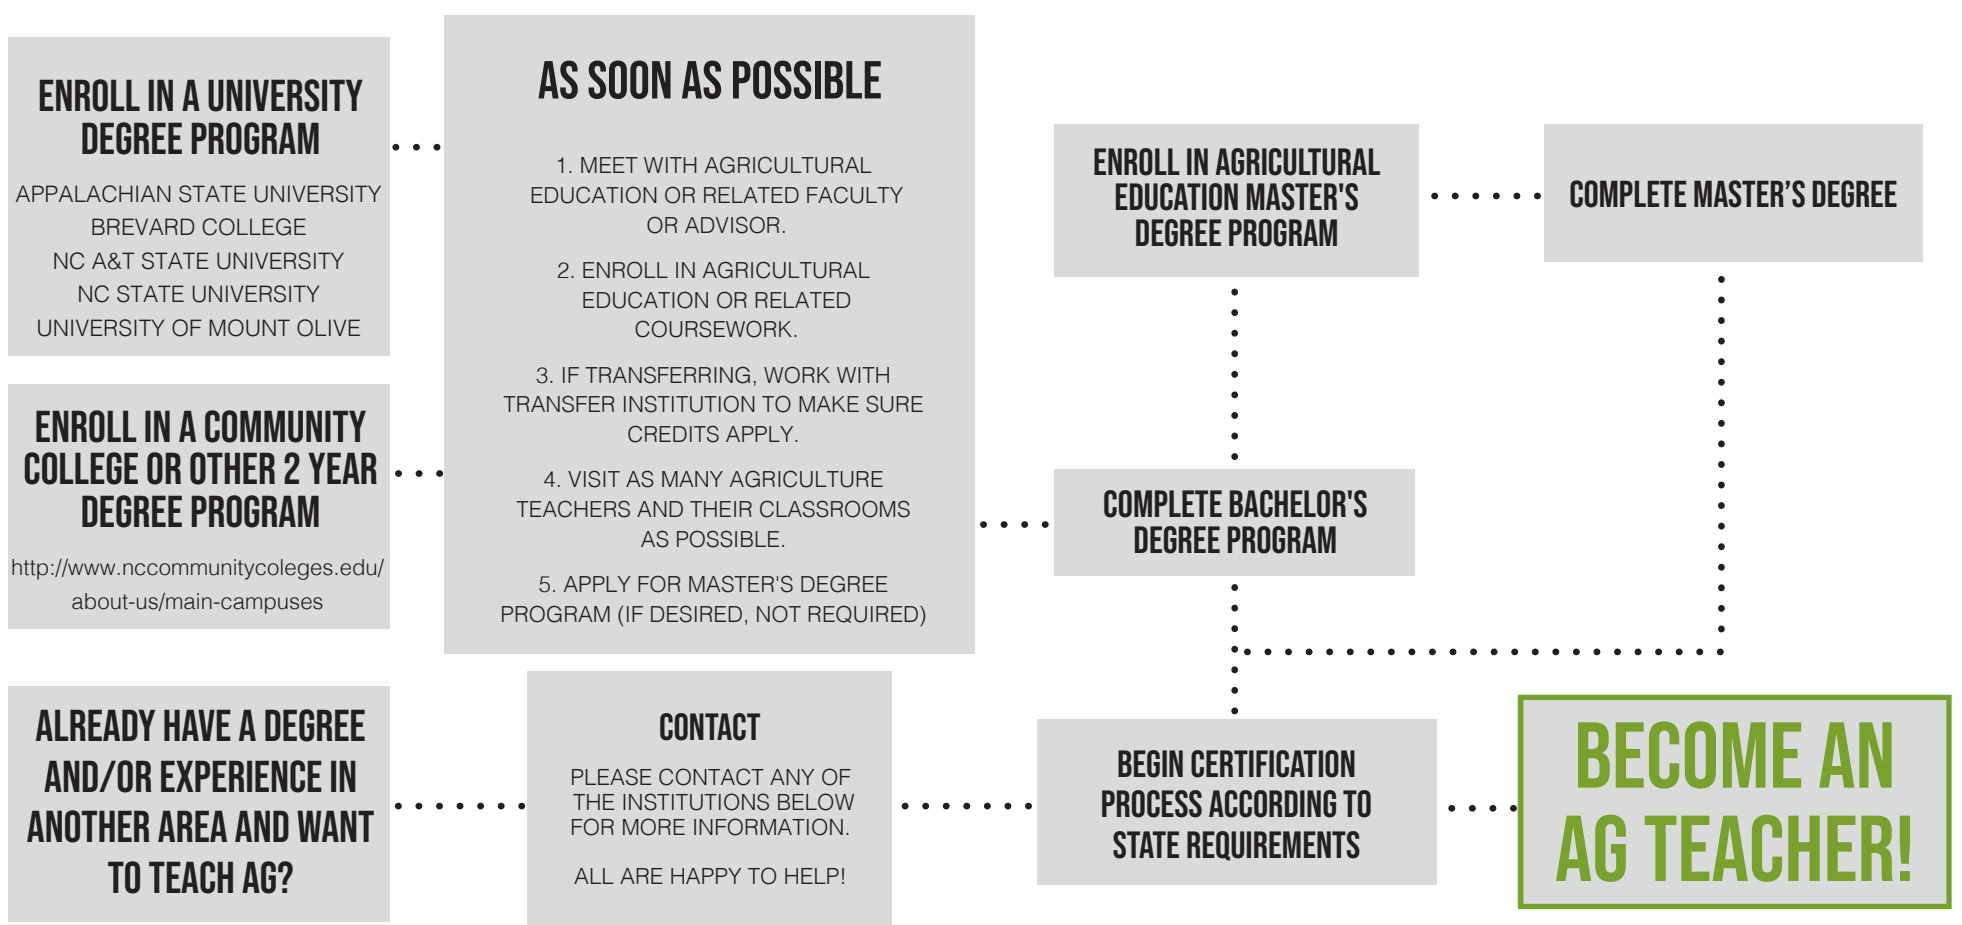 ENROLL IN A UNIVERSITY
DEGREE PROGRAM
APPALACHIAN STATE UNIVERSITY
BREVARD COLLEGE
NC A&T STATE UNIVERSITY
NC STATE UNIVERSITY
UNIVERSITY OF MOUNT OLIVE
ENROLL IN A COMMUNITY
COLLEGE OR OTHER 2 YEAR
DEGREE PROGRAM
http://www.nccommunitycoleges.edu/
about-us/main-campuses
AS SOON AS POSSIBLE
1. MEET WITH AGRICULTURAL
EDUCATION OR RELATED FACULTY
OR ADVISOR.
2. ENROLL IN AGRICULTURAL
EDUCATION OR RELATED
COURSEWORK.
3. IF TRANSFERRING, WORK WITH
TRANSFER INSTITUTION TO MAKE SURE
CREDITS APPLY.
4. VISIT AS MANY AGRICULTURE
TEACHERS AND THEIR CLASSROOMS
AS POSSIBLE.
5. APPLY FOR MASTER'S DEGREE
PROGRAM (IF DESIRED, NOT REQUIRED)
ENROLL IN AGRICULTURAL
EDUCATION MASTER'S
DEGREE PROGRAM
COMPLETE MASTER’S DEGREE
COMPLETE BACHELOR'S
DEGREE PROGRAM
ALREADY HAVE A DEGREE
AND/OR EXPERIENCE IN
ANOTHER AREA AND WANT
TO TEACH AG?
CONTACT
PLEASE CONTACT ANY OF
THE INSTITUTIONS BELOW
FOR MORE INFORMATION.
ALL ARE HAPPY TO HELP!
BEGIN CERTIFICATION
PROCESS ACCORDING TO
STATE REQUIREMENTS
BECOME AN
AG TEACHER!